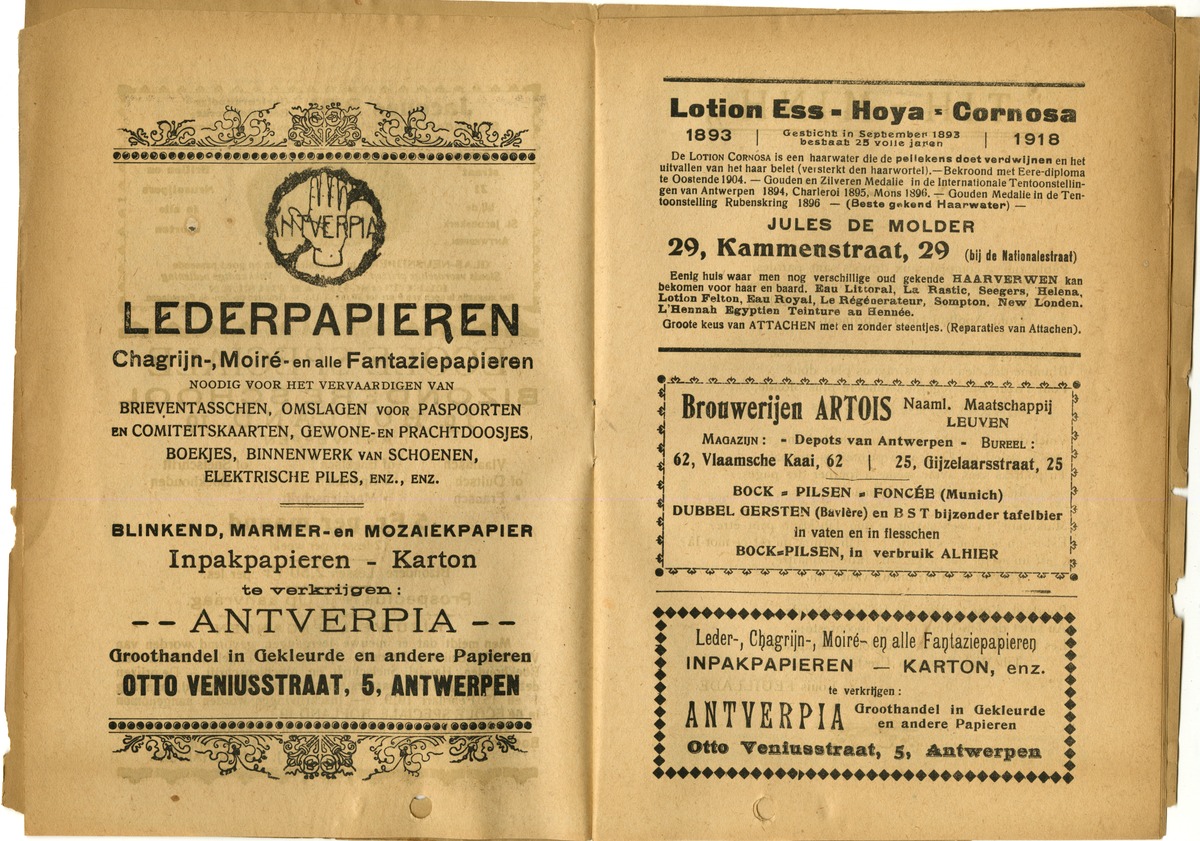 ANTVERPIA
LEDERPAPIEREN
Chagrijn-, Moiré- en alle Fantaziepapieren
NOODIG VOOR HET VERVAARDIGEN VAN
BRIEVENTASSCHEN, OMSLAGEN VOOR PASPOORTEN
EN COMITEITSKAARTEN, GEWONE- EN PRACHTDOOSJES,
BOEKJES, BINNENWERK VAN SCHOENEN,
ELEKTRISCHE PILES, ENZ., ENZ.
BLINKEND, MARMER- en MOZAIEKPAPIER
Inpakpapieren - Karton
te verkrijgen :
-- ANTVERPIA --
Groothandel in Gekleurde en andere Papieren
OTTO VENIUSSTRAAT, 5, ANTWERPEN
Lotion Ess - Hoya - Cornosa
1893 | Gesticht in September 1893 | 1918
bestaat 25 volle jaren
De LOTION CORNOSA is een haarwater die de pellekens doet verdwijnen en het
uitvallen van het haar belet (versterkt den haarwortel).— Bekroond met Eere-diploma
te Oostende 1904. — Gouden en Zilveren Medalie in de Internationale Tentoonstellin-
gen van Antwerpen 1894, Charleroi 1895, Mons 1896. — Gouden Medalie in de Ten-
toonstelling Rubenskring 1896 — (Beste gekend Haarwater) —
JULES DE MOLDER
29, Kammenstraat, 29 (bij de Nationalestraat)
Eenig huis waar men nog verschillige oud gekende HAARVERWEN kan
bekomen voor haar en baard. Eau Littoral, La Rastic, Seegers, Helena,
Lotion Felton, Eau Royal, Le Régénerateur, Sompton, New Londen.
L'Hennah Egyptien Teinture au Hennée.
Groote keus van ATTACHEN met en zonder steentjes. (Reparaties van Attachen).
Brouwerijen ARTOIS Naaml. Maatschappij
LEUVEN
MAGAZIJN : - Depots van Antwerpen - BUREEL :
62, Vlaamsche Kaai, 62 | 25, Gijzelaarsstraat, 25
BOCK = PILSEN = FONCÉE (Munich)
DUBBEL GERSTEN (Bavière) en B S T bijzonder tafelbier
in vaten en in flesschen
BOCK=PILSEN, in verbruik ALHIER
Leder-, Chagrijn-, Moiré- en alle Fantaziepapieren
INPAKPAPIEREN — KARTON, enz.
te verkrijgen :
ANTVERPIA Groothandel in Gekleurde
en andere Papieren
Otto Veniusstraat, 5, Antwerpen